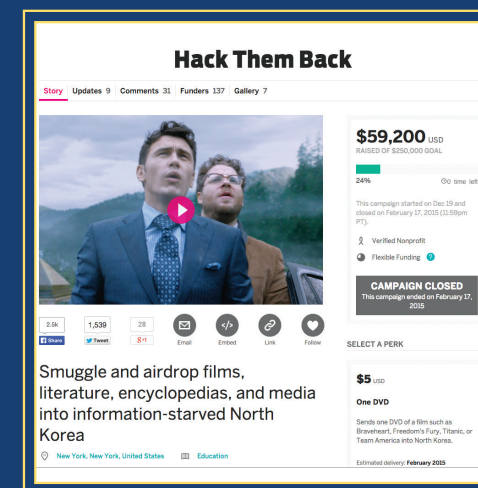 Hack Them Back
Story Updates 9 Comments 31 Funders 137 Gallery 7
$59,200 USD
RAISED OF $250,000 GOAL
24% 0 time left
This campaign started on Dec 19 and
closed on February 17, 2015 (11:59pm
PT).
Verified Nonprofit
Flexible Funding ?
CAMPAIGN CLOSED
This campaign ended on February 17,
2015
2.5k 1,539 28
f Share Tweet g+1 Email Embed Link Follow
Smuggle and airdrop films,
literature, encyclopedias, and media
into information-starved North
Korea
New York, New York, United States Education
SELECT A PERK
$5 USD
One DVD
Sends one DVD of a film such as
Braveheart, Freedom's Fury, Titanic, or
Team America into North Korea.
Estimated delivery: February 2015